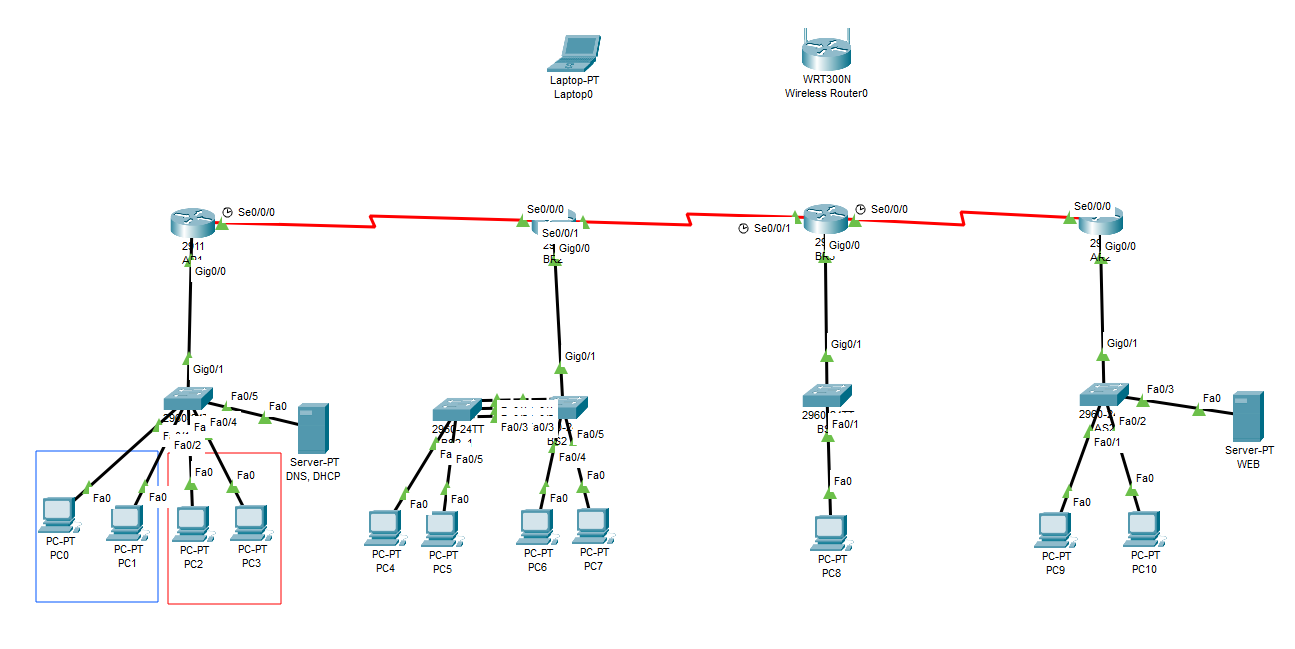 Laptop-PT
Laptop0
WRT300N
Wireless Router0
Se0/0/0
Se0/0/0
Se0/0/1
Se0/0/1
Se0/0/0
Se0/0/0
2911
Gig0/0
Gig0/0
Gig0/0
Gig0/0
Gig0/1
Gig0/1
Gig0/1
Gig0/1
Fa0/5
Fa0
Fa0/4
Fa0/2
Server-PT
DNS, DHCP
Fa0/3
Fa0/5
Fa0/4
Fa0/5
Fa0/1
Fa0/3
Fa0
Fa0/2
Fa0/1
Server-PT
WEB
Fa0
Fa0
Fa0
Fa0
Fa0
Fa0
Fa0
Fa0
Fa0
Fa0
Fa0
PC-PT
PC0
PC-PT
PC1
PC-PT
PC2
PC-PT
PC3
PC-PT
PC4
PC-PT
PC5
PC-PT
PC6
PC-PT
PC7
PC-PT
PC8
PC-PT
PC9
PC-PT
PC10